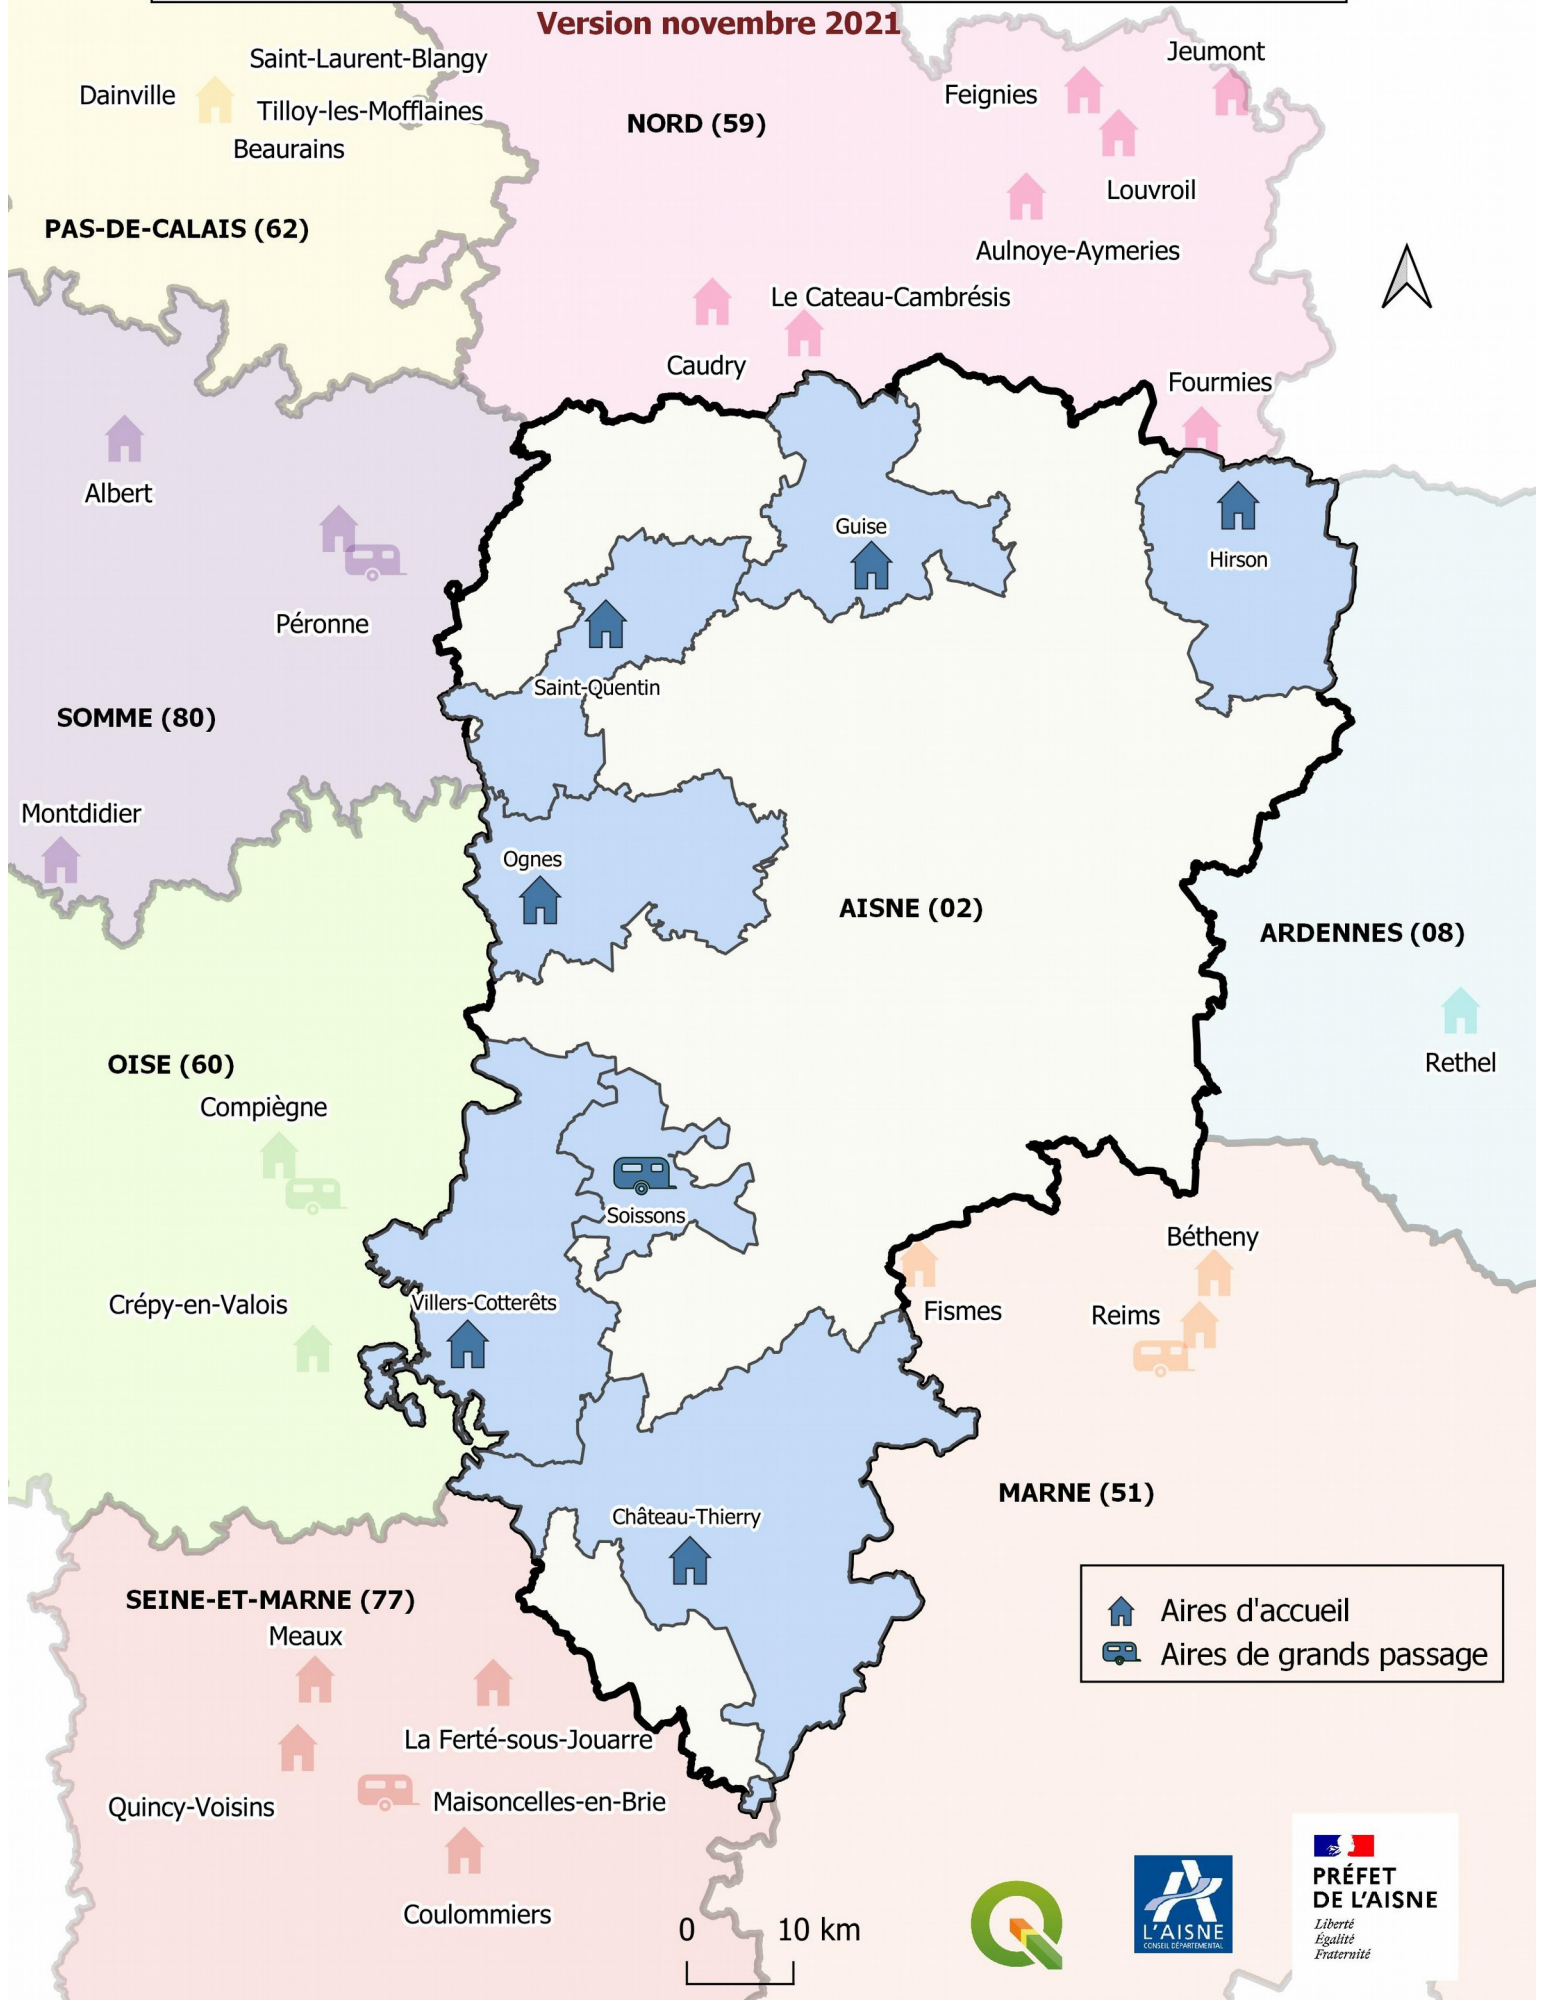 Version novembre 2021
Jeumont
Saint-Laurent-Blangy
Dainville
Feignies
Tilloy-les-Mofflaines
NORD (59)
Beaurains
Louvroil
PAS-DE-CALAIS (62)
Aulnoye-Aymeries
Le Cateau-Cambrésis
Caudry
Fourmies
Albert
Guise
Hirson
Péronne
Saint-Quentin
SOMME (80)
Montdidier
Ognes
AISNE (02)
ARDENNES (08)
OISE (60)
Rethel
Compiègne
Soissons
Bétheny
Crépy-en-Valois
Villers-Cotterêts
Fismes
Reims
MARNE (51)
Château-Thierry
SEINE-ET-MARNE (77)
Aires d'accueil
Meaux
Aires de grands passage
La Ferté-sous-Jouarre
Quincy-Voisins
Maisoncelles-en-Brie
Coulommiers
0 10 km
L'AISNE
CONSEIL DÉPARTEMENTAL
PRÉFET
DE L'AISNE
Liberté
Égalité
Fraternité